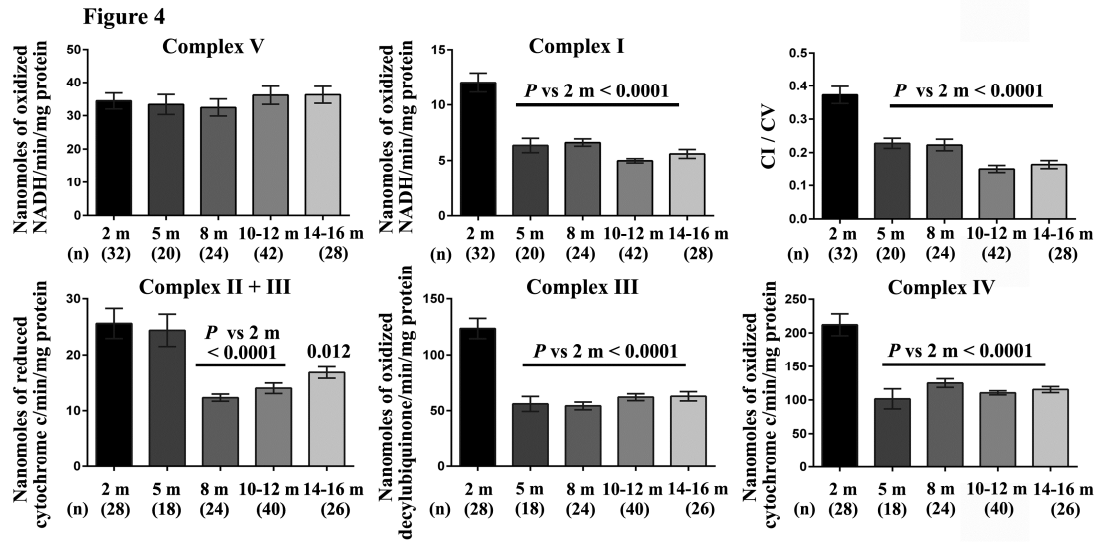 Figure 4
Complex V
Nanomoles of oxidized
NADH/min/mg protein
50
40
30
20
10
0
2 m 5 m 8 m 10-12 m 14-16 m
(n) (32) (20) (24) (42) (28)
Complex I
Nanomoles of oxidized
NADH/min/mg protein
15
10
5
0
P vs 2 m < 0.0001
2 m 5 m 8 m 10-12 m 14-16 m
(n) (32) (20) (24) (42) (28)
CI / CV
0.5
0.4
0.3
0.2
0.1
0.0
P vs 2 m < 0.0001
2 m 5 m 8 m 10-12 m 14-16 m
(n) (32) (20) (24) (42) (28)
Complex II + III
Nanomoles of reduced
cytochrome c/min/mg protein
30
20
10
0
P vs 2 m
< 0.0001
0.012
2 m 5 m 8 m 10-12 m 14-16 m
(n) (28) (18) (24) (40) (26)
Complex III
Nanomoles of oxidized
decylubiquinone/min/mg protein
150
100
50
0
P vs 2 m < 0.0001
2 m 5 m 8 m 10-12 m 14-16 m
(n) (28) (18) (24) (40) (26)
Complex IV
Nanomoles of oxidized
cytochrome c/min/mg protein
250
200
150
100
50
0
P vs 2 m < 0.0001
2 m 5 m 8 m 10-12 m 14-16 m
(n) (28) (18) (24) (40) (26)